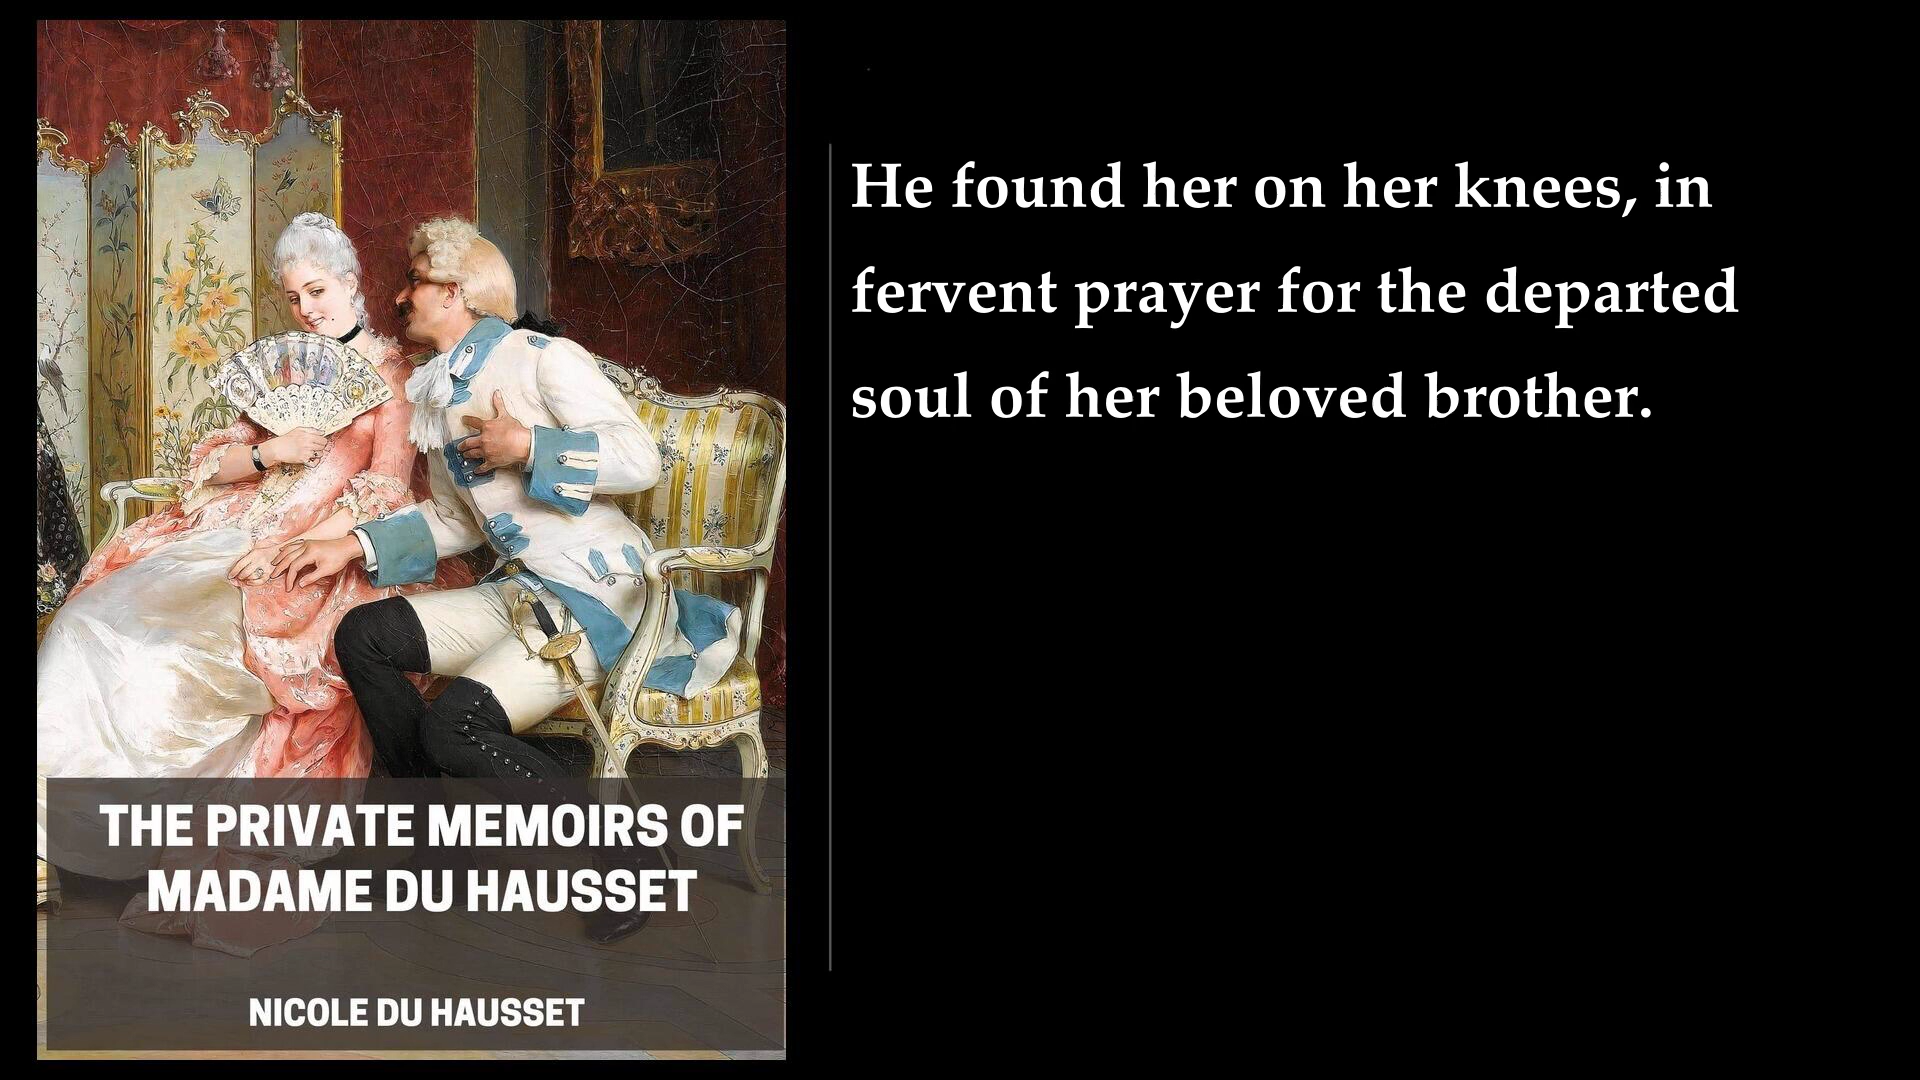 THE PRIVATE MEMOIRS OF
MADAME DU HAUSSET
NICOLE DU HAUSSET
He found her on her knees, in
fervent prayer for the departed
soul of her beloved brother.